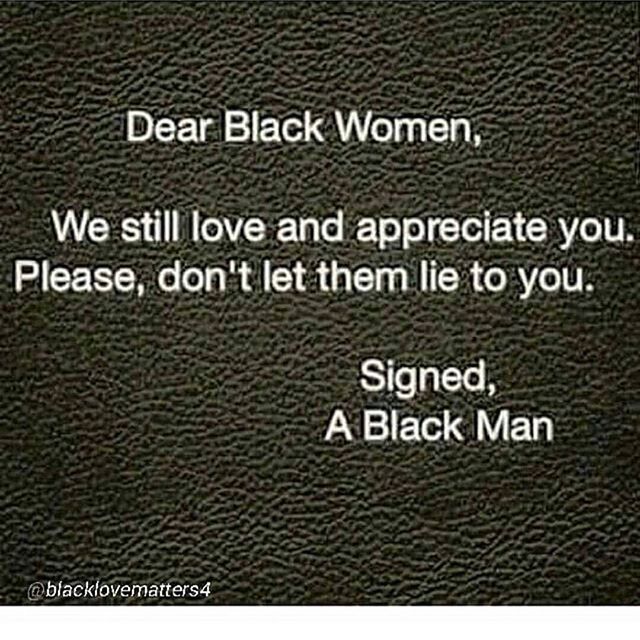 Dear Black Women,
We still love and appreciate you.
Please, don't let them lie to you.
Signed,
A Black Man
@blacklovematters4